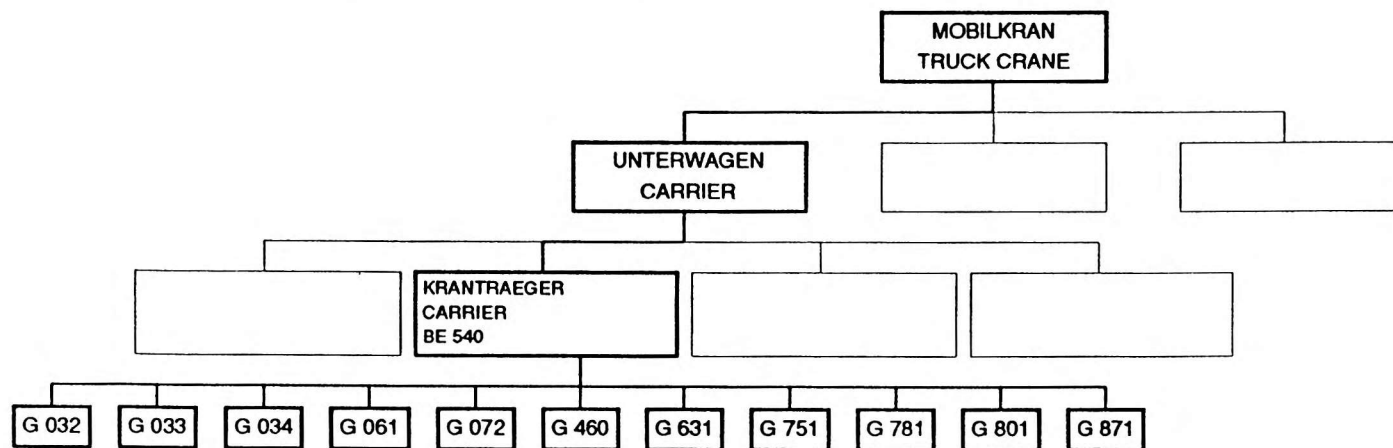 MOBILKRAN
TRUCK CRANE
UNTERWAGEN
CARRIER
KRANTRAEGER
CARRIER
BE 540
G 032
G 033
G 034
G 061
G 072
G 460
G 631
G 751
G 781
G 801
G 871